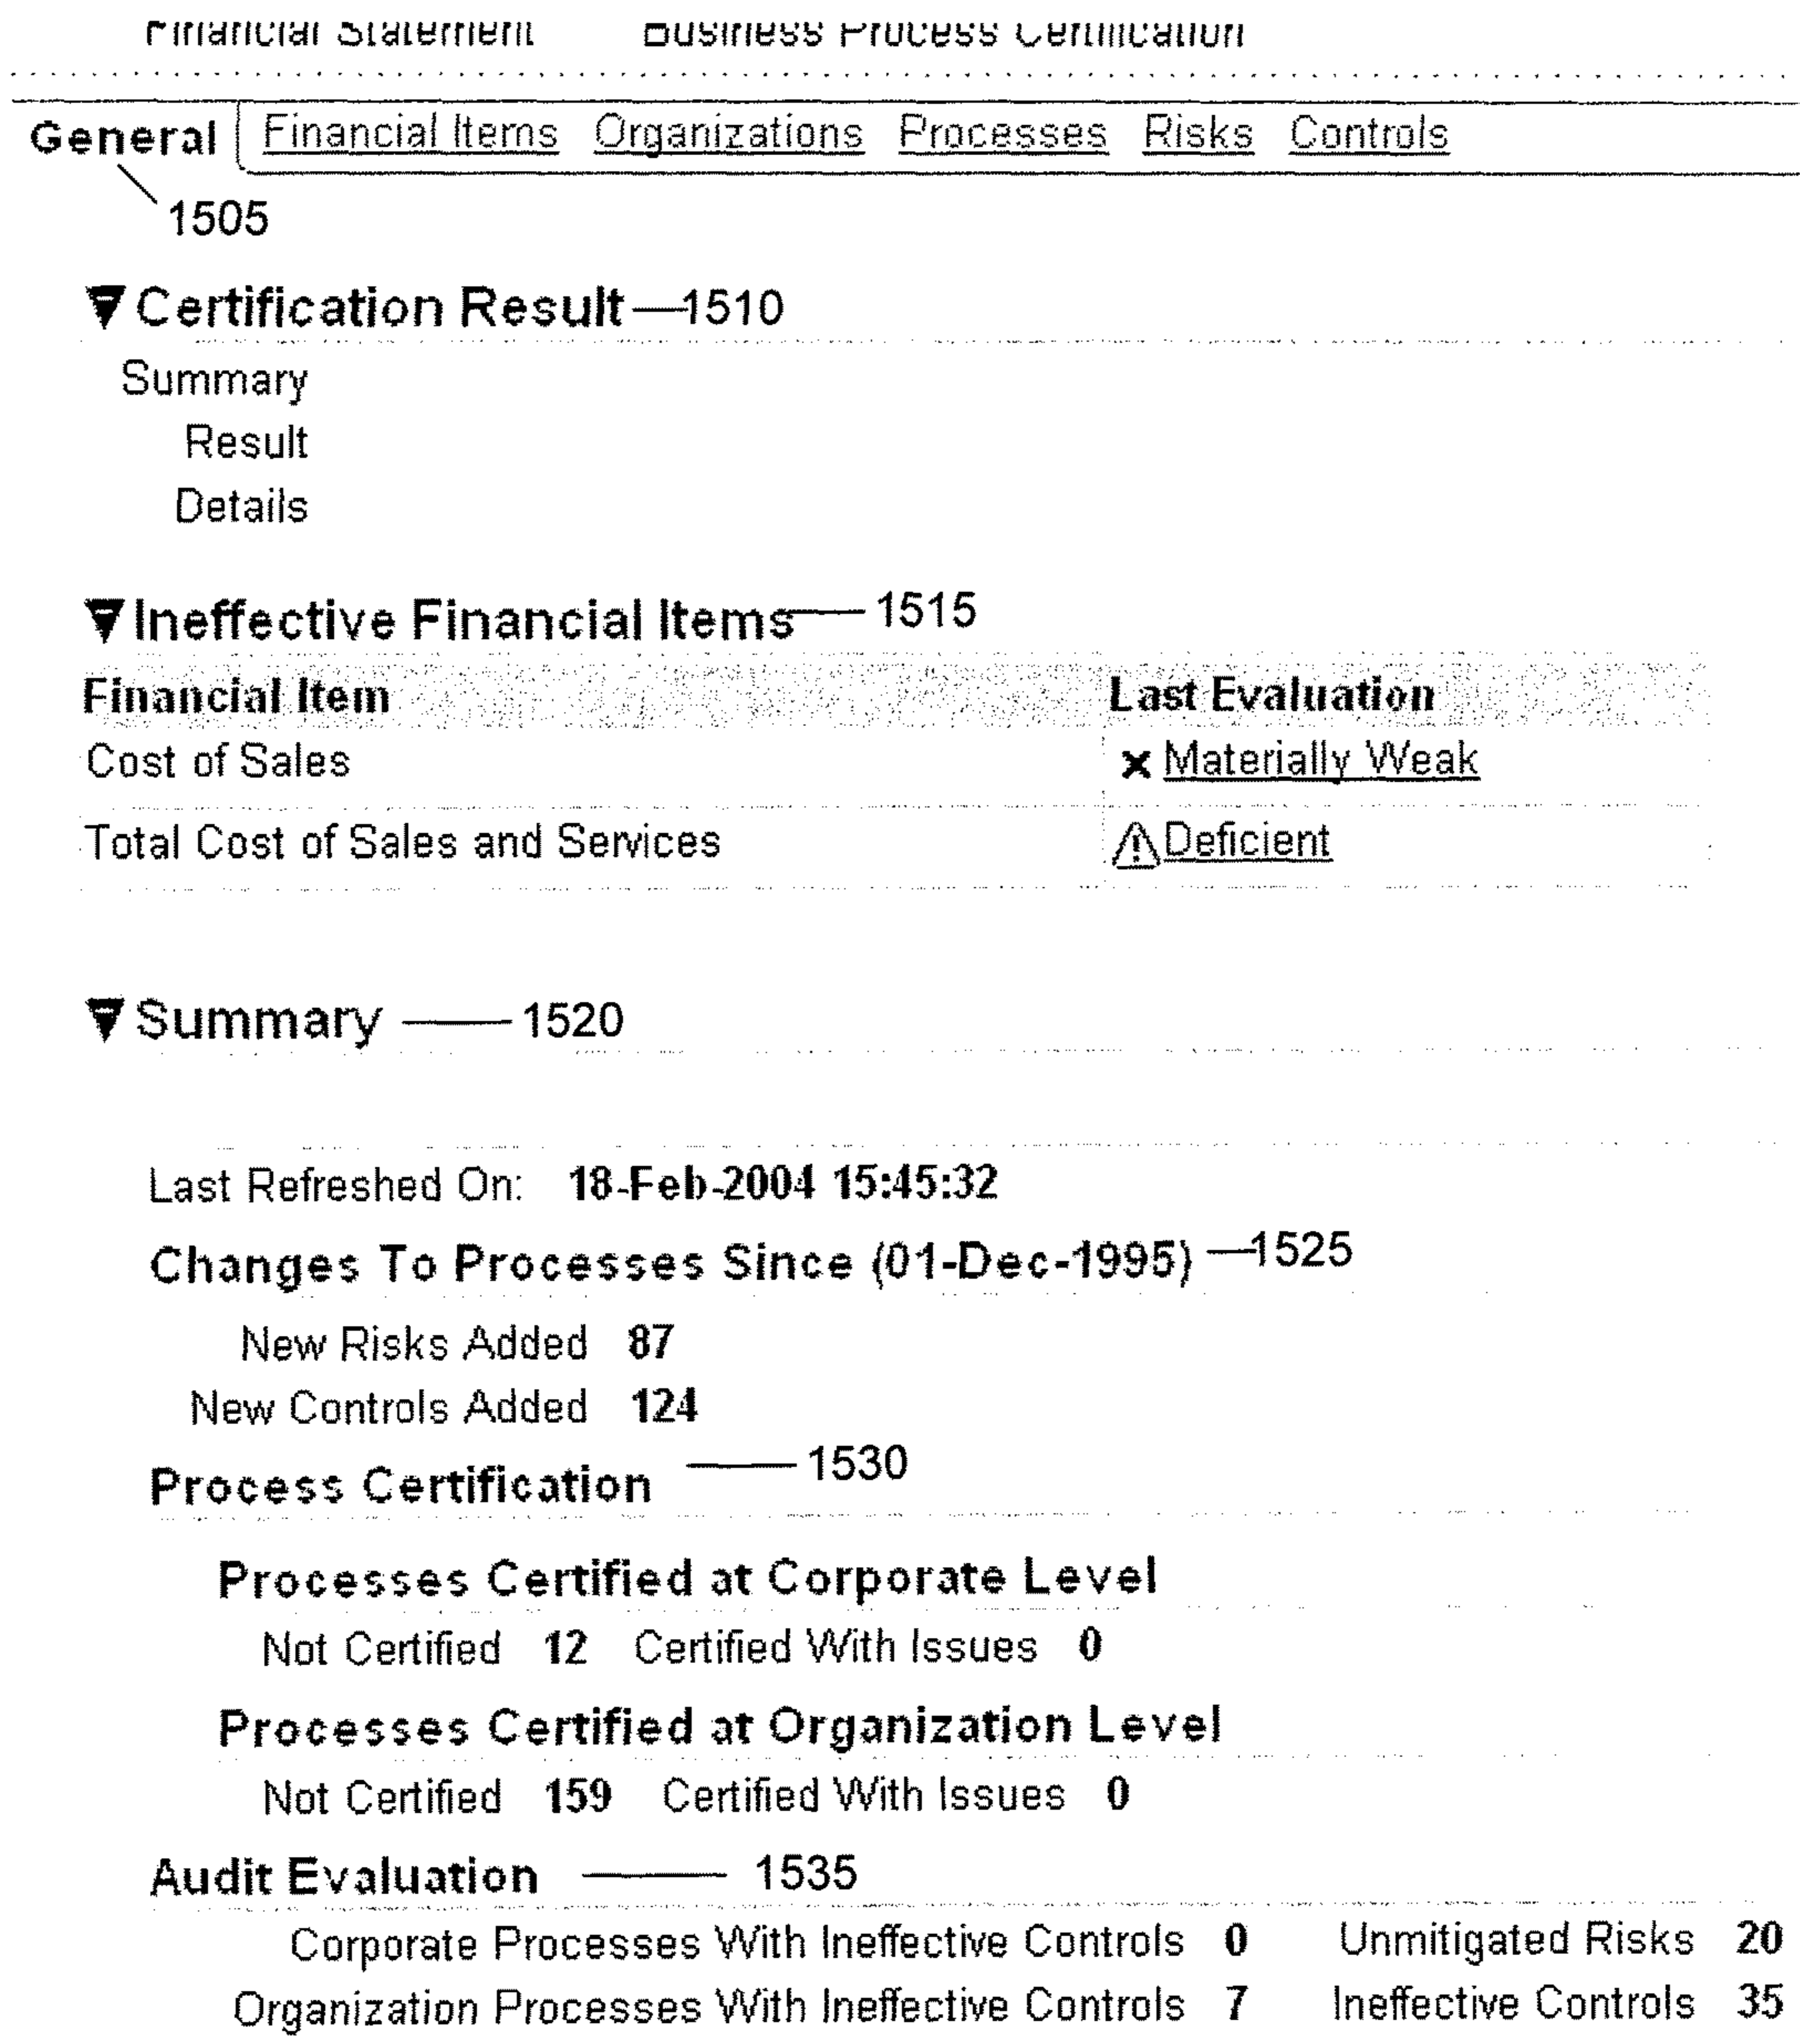 Financial Statement Business Process Certification
General Financial Items Organizations Processes Risks Controls
1505
Certification Result 1510
Summary
Result
Details
Ineffective Financial Items 1515
Financial Item Last Evaluation
Cost of Sales × Materially Weak
Total Cost of Sales and Services Deficient
Summary 1520
Last Refreshed On: 18-Feb-2004 15:45:32
Changes To Processes Since (01-Dec-1995) 1525
New Risks Added 87
New Controls Added 124
Process Certification 1530
Processes Certified at Corporate Level
Not Certified 12 Certified With Issues 0
Processes Certified at Organization Level
Not Certified 159 Certified With Issues 0
Audit Evaluation 1535
Corporate Processes With Ineffective Controls 0 Unmitigated Risks 20
Organization Processes With Ineffective Controls 7 Ineffective Controls 35